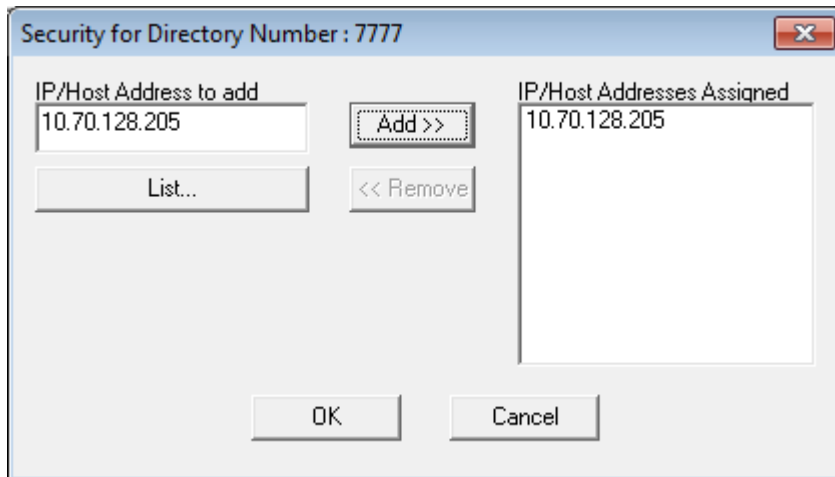 Security for Directory Number : 7777
IP/Host Address to add
10.70.128.205
Add >>
List...
<< Remove
IP/Host Addresses Assigned
10.70.128.205
OK
Cancel